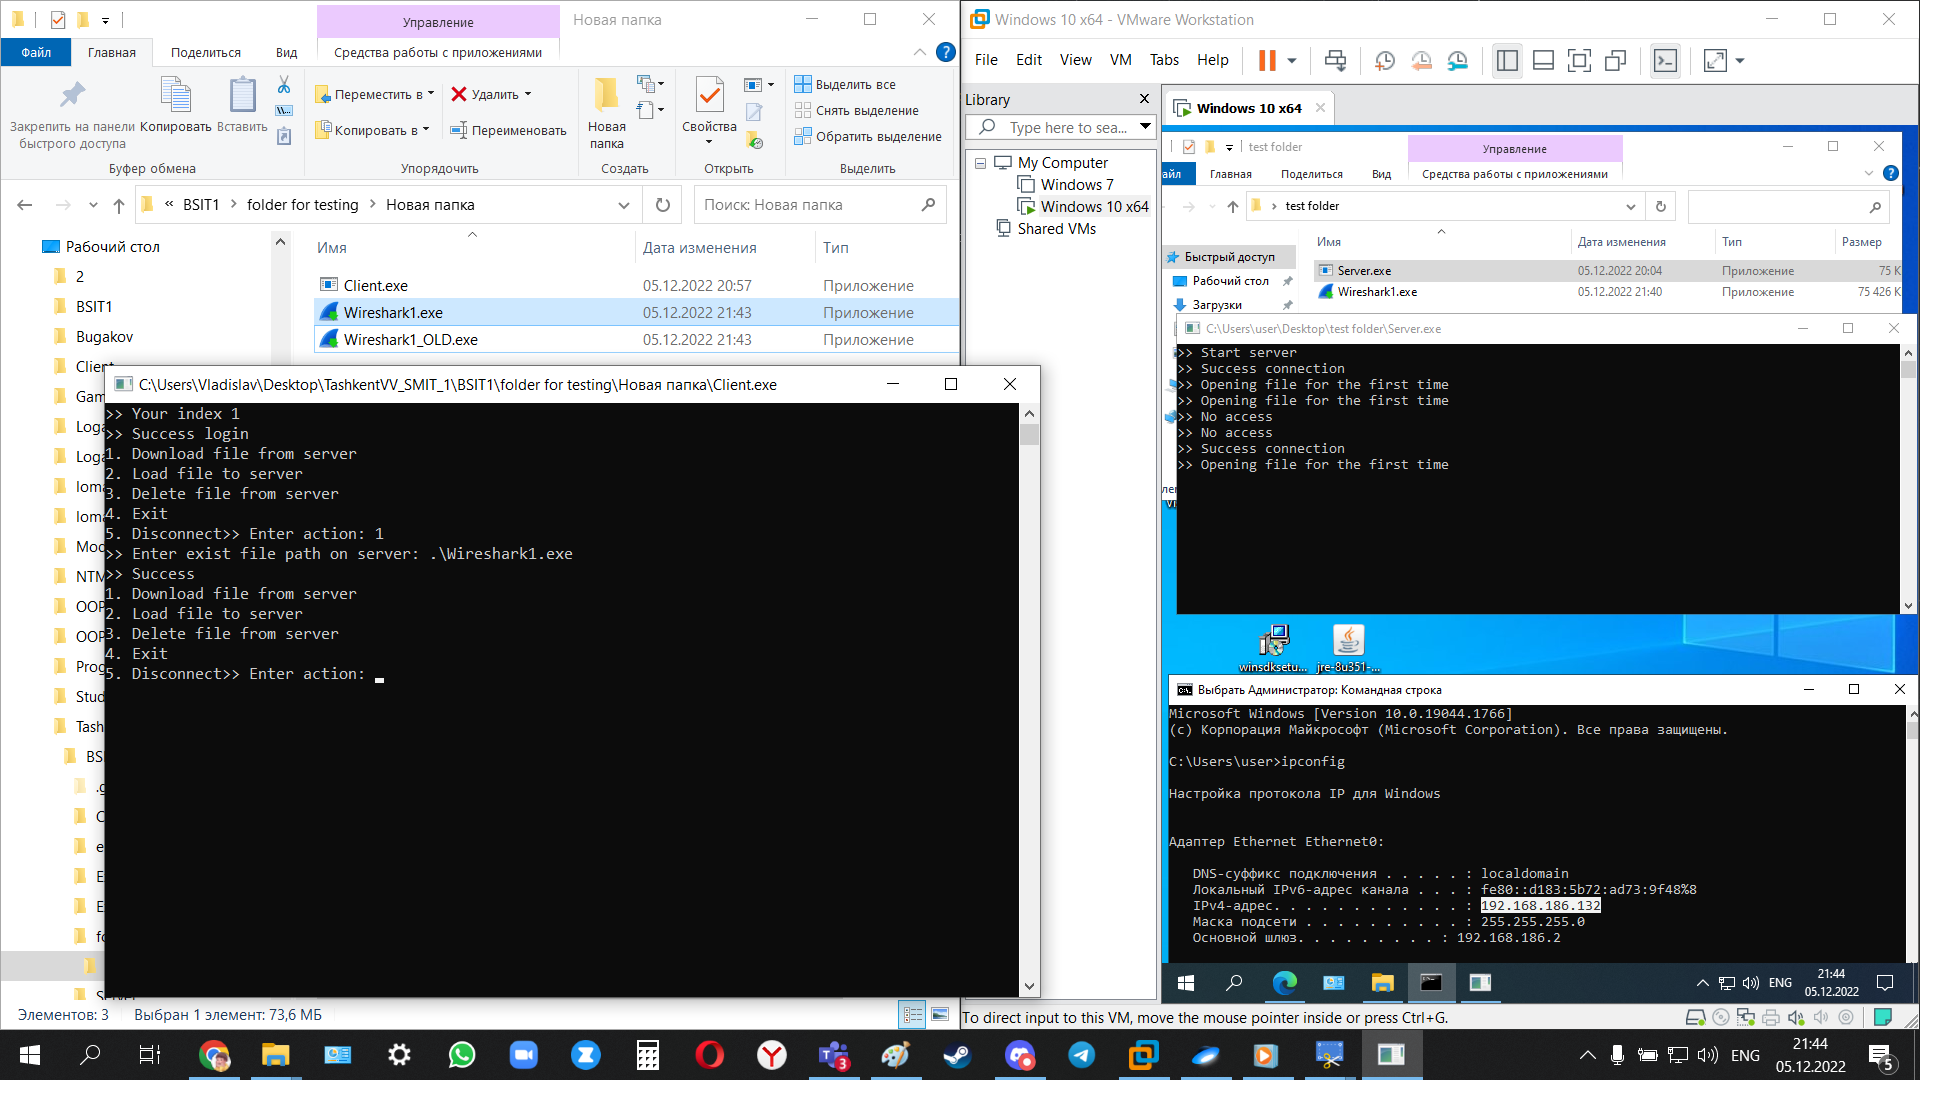 Управление
Новая папка
Файл
Главная
Поделиться
Вид
Средства работы с приложениями
Закрепить на панели быстрого доступа
Копировать
Вставить
Буфер обмена
Переместить в
Копировать в
Удалить
Переименовать
Упорядочить
Новая папка
Создать
Свойства
Открыть
Выделить все
Снять выделение
Обратить выделение
Выделить
« BSIT1 > folder for testing > Новая папка
Поиск: Новая папка
Рабочий стол
2
BSIT1
Bugakov
Client
Gam
Loga
Loga
Ioma
Ioma
Mod
NTM
OOP
OOP
Prog
Stud
Tash
BS
Имя
Дата изменения
Тип
Client.exe 05.12.2022 20:57 Приложение
Wireshark1.exe 05.12.2022 21:43 Приложение
Wireshark1_OLD.exe 05.12.2022 21:43 Приложение
C:\Users\Vladislav\Desktop\TashkentVV_SMIT_1\BSIT1\folder for testing\Новая папка\Client.exe
>> Your index 1
>> Success login
1. Download file from server
2. Load file to server
3. Delete file from server
4. Exit
5. Disconnect>> Enter action: 1
>> Enter exist file path on server: .\Wireshark1.exe
>> Success
1. Download file from server
2. Load file to server
3. Delete file from server
4. Exit
5. Disconnect>> Enter action:
Элементов: 3
Выбран 1 элемент: 73,6 МБ
Windows 10 x64 - VMware Workstation
File Edit View VM Tabs Help
Library
Type here to sea...
My Computer
Windows 7
Windows 10 x64
Shared VMs
Windows 10 x64
test folder
Управление
айл
Главная
Поделиться
Вид
Средства работы с приложениями
> test folder
Быстрый доступ
Рабочий стол
Загрузки
Имя
Дата изменения
Тип
Размер
Server.exe 05.12.2022 20:04 Приложение 75 К
Wireshark1.exe 05.12.2022 21:40 Приложение 75 426 К
C:\Users\user\Desktop\test folder\Server.exe
>> Start server
>> Success connection
>> Opening file for the first time
>> Opening file for the first time
>> No access
>> No access
>> Success connection
>> Opening file for the first time
winsdksetu...
jre-8u351-...
Выбрать Администратор: Командная строка
Microsoft Windows [Version 10.0.19044.1766]
(c) Корпорация Майкрософт (Microsoft Corporation). Все права защищены.
C:\Users\user>ipconfig
Настройка протокола IP для Windows
Адаптер Ethernet Ethernet0:
DNS-суффикс подключения . . . . . : localdomain
Локальный IPv6-адрес канала . . . : fe80::d183:5b72:ad73:9f48%8
IPv4-адрес. . . . . . . . . . . . : 192.168.186.132
Маска подсети . . . . . . . . . . : 255.255.255.0
Основной шлюз. . . . . . . . . : 192.168.186.2
ENG
21:44
05.12.2022
To direct input to this VM, move the mouse pointer inside or press Ctrl+G.
3
ENG
21:44
05.12.2022
5